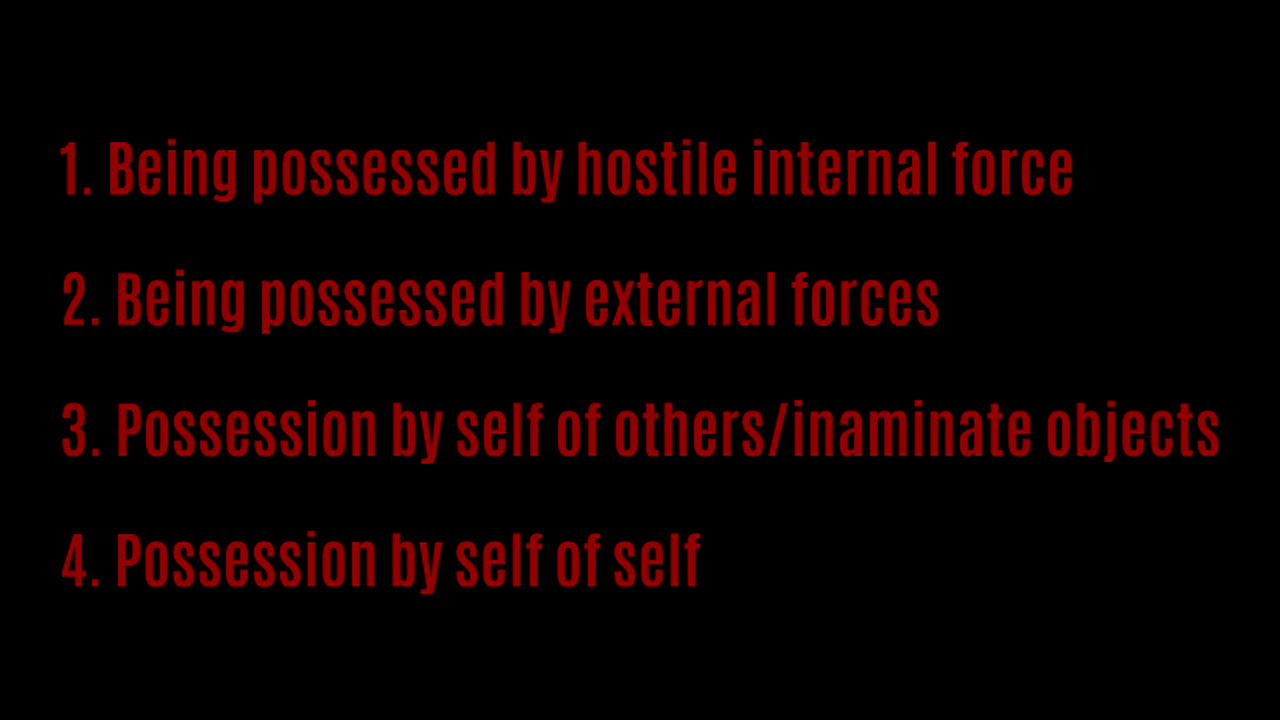 1. Being possessed by hostile internal force
2. Being possessed by external forces
3. Possession by self of others/inaminate objects
4. Possession by self of self